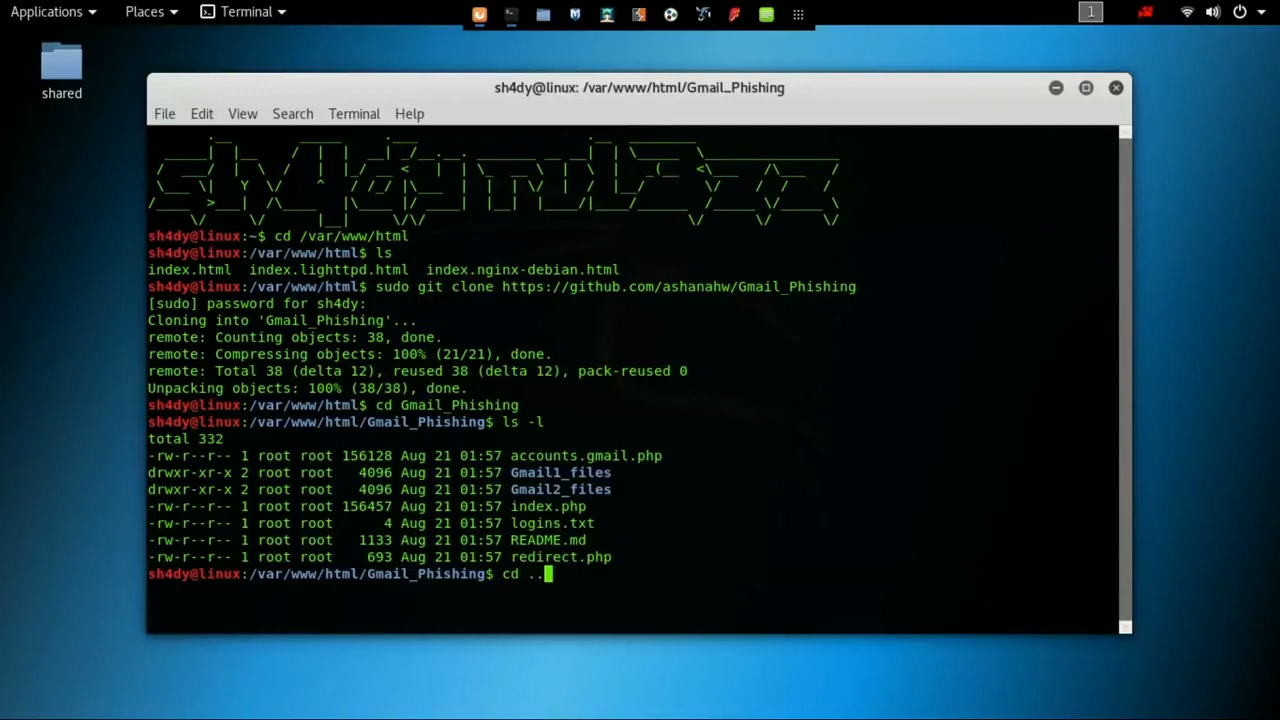 Applications Places Terminal 1
shared
sh4dy@linux: /var/www/html/Gmail_Phishing
File Edit View Search Terminal Help
sh4dy@linux:~$ cd /var/www/html
sh4dy@linux:/var/www/html$ ls
index.html index.lighttpd.html index.nginx-debian.html
sh4dy@linux:/var/www/html$ sudo git clone https://github.com/ashanahw/Gmail_Phishing
[sudo] password for sh4dy:
Cloning into 'Gmail_Phishing'...
remote: Counting objects: 38, done.
remote: Compressing objects: 100% (21/21), done.
remote: Total 38 (delta 12), reused 38 (delta 12), pack-reused 0
Unpacking objects: 100% (38/38), done.
sh4dy@linux:/var/www/html$ cd Gmail_Phishing
sh4dy@linux:/var/www/html/Gmail_Phishing$ ls -l
total 332
-rw-r--r-- 1 root root 156128 Aug 21 01:57 accounts.gmail.php
drwxr-xr-x 2 root root 4096 Aug 21 01:57 Gmail1_files
drwxr-xr-x 2 root root 4096 Aug 21 01:57 Gmail2_files
-rw-r--r-- 1 root root 156457 Aug 21 01:57 index.php
-rw-r--r-- 1 root root 4 Aug 21 01:57 logins.txt
-rw-r--r-- 1 root root 1133 Aug 21 01:57 README.md
-rw-r--r-- 1 root root 693 Aug 21 01:57 redirect.php
sh4dy@linux:/var/www/html/Gmail_Phishing$ cd ..